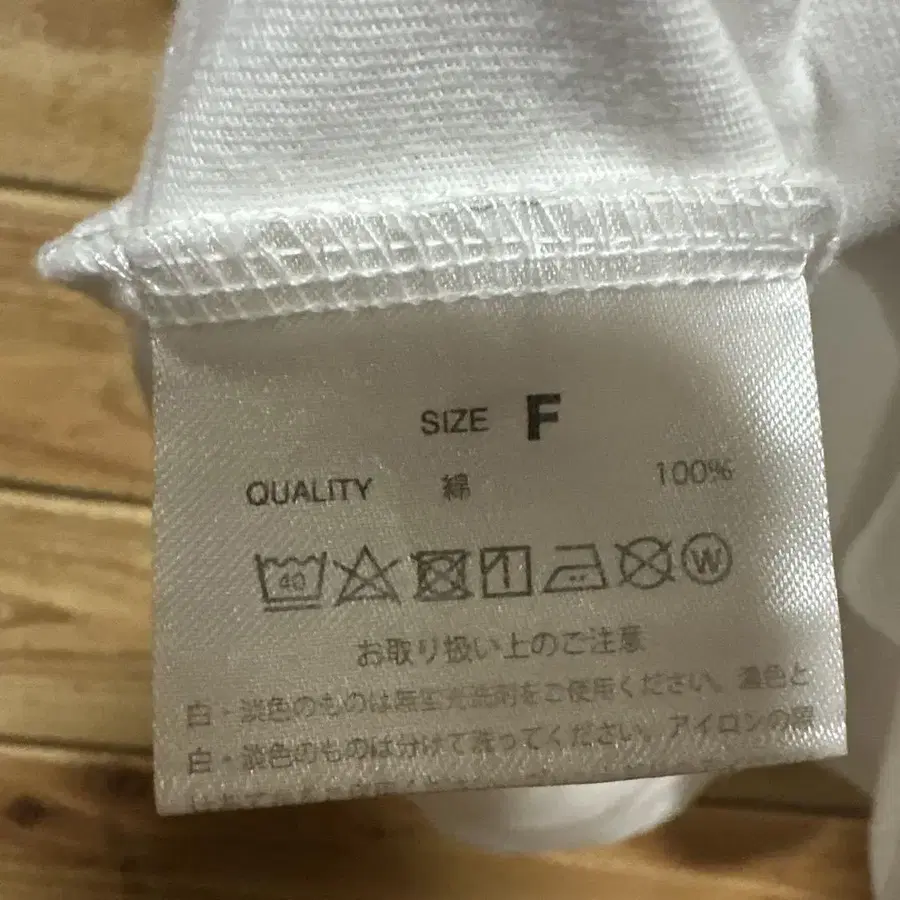 SIZE F
QUALITY 綿 100%
40 W
お取り扱い上のご注意
白・淡色のものは無蛍光洗剤をご使用ください。濃色と
白・淡色のものは分けて洗ってください。アイロンの際